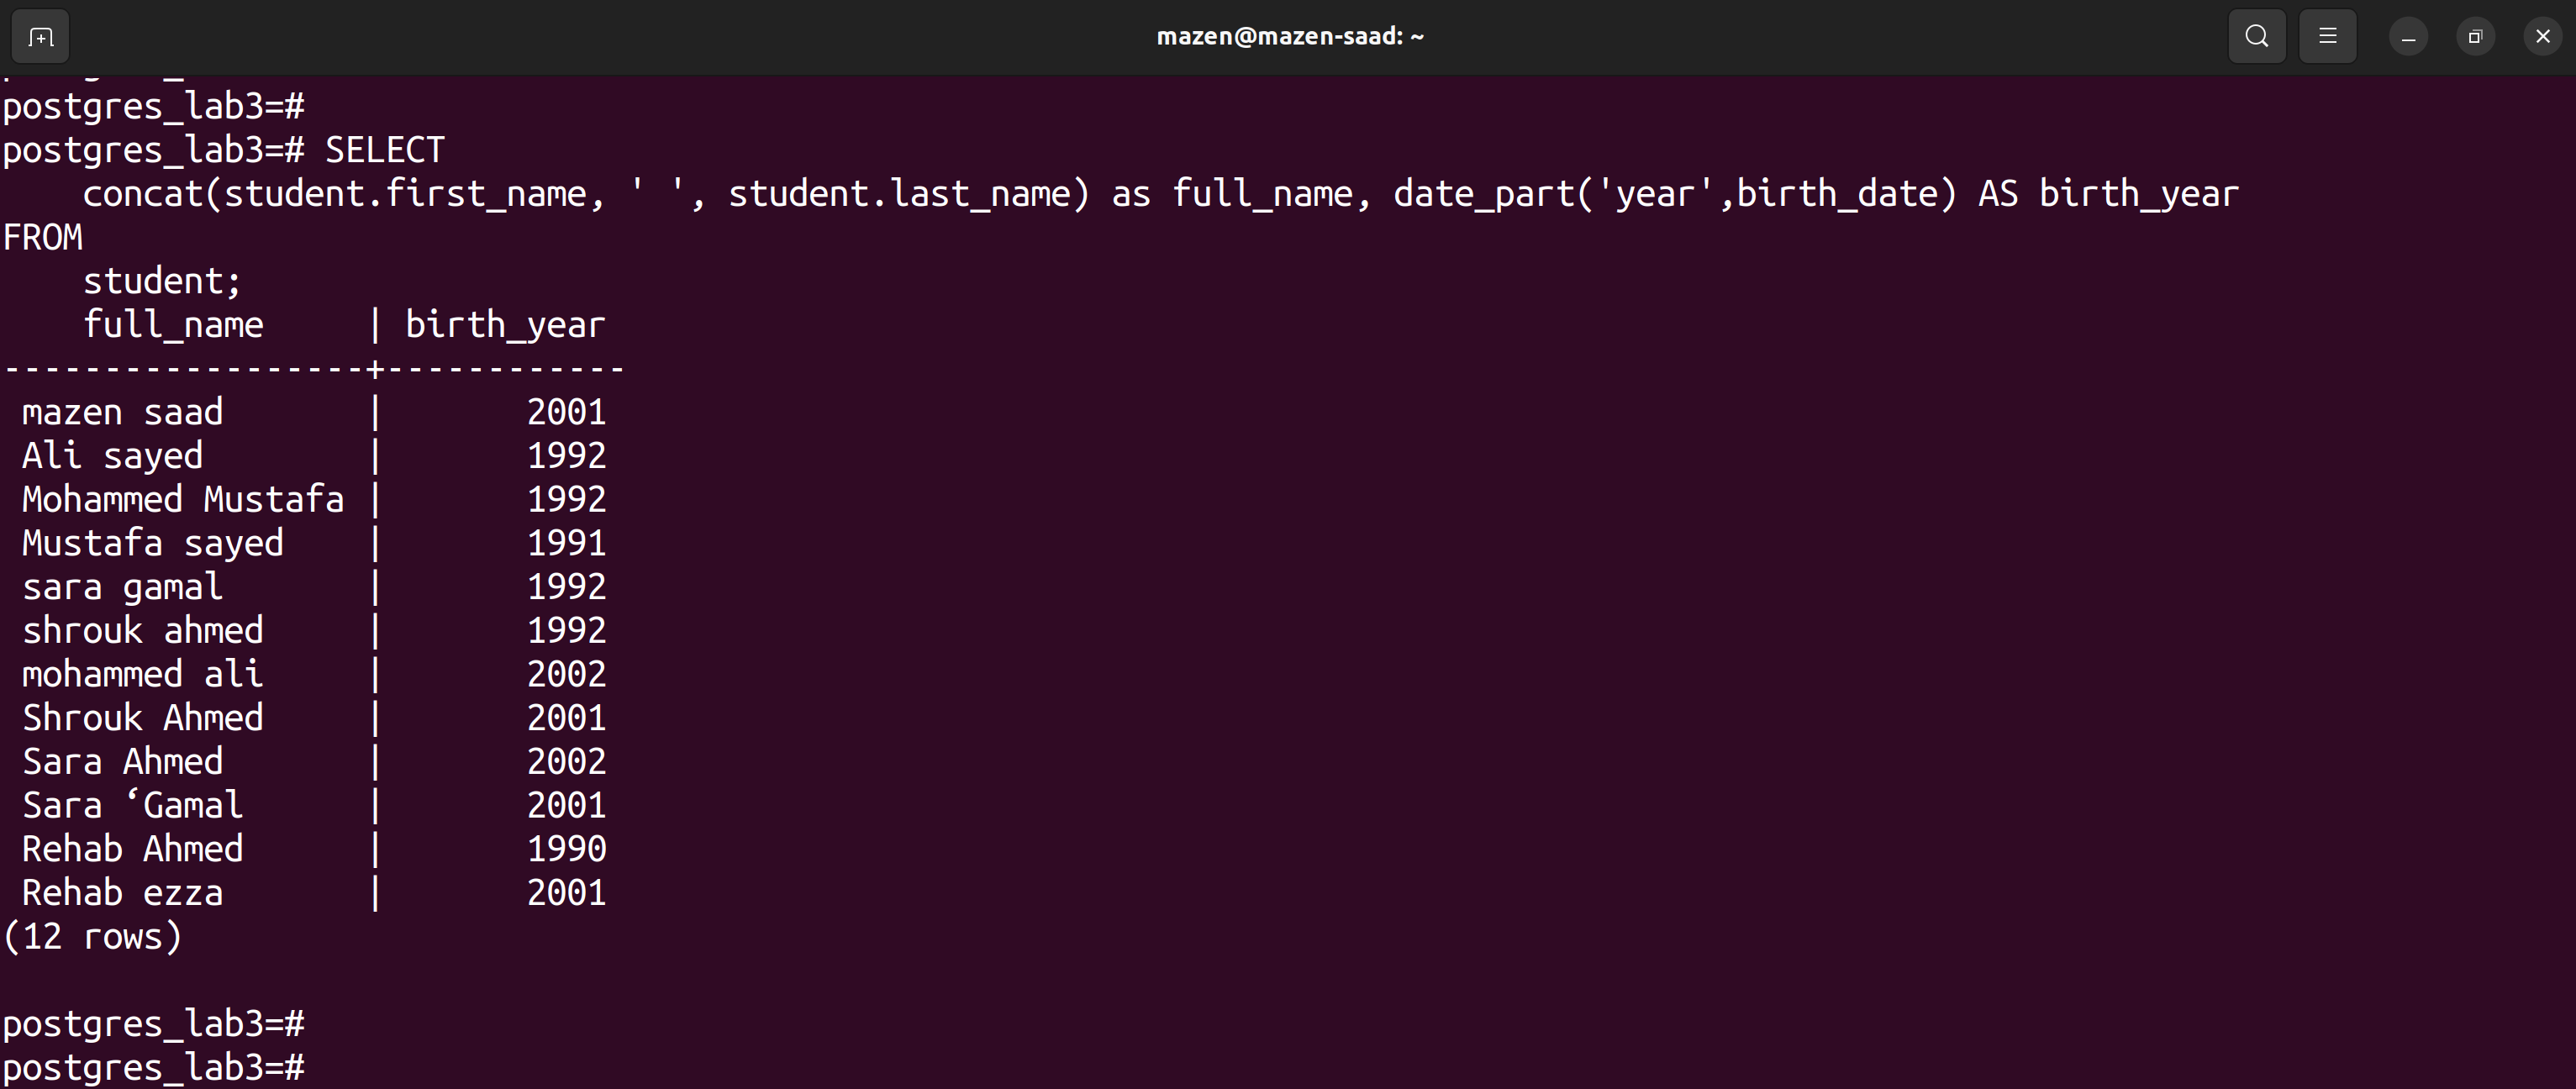 mazen@mazen-saad: ~
postgres_lab3=#
postgres_lab3=# SELECT
    concat(student.first_name, ' ', student.last_name) as full_name, date_part('year',birth_date) AS birth_year
FROM
    student;
    full_name     | birth_year
------------------+------------
 mazen saad       |       2001
 Ali sayed        |       1992
 Mohammed Mustafa |       1992
 Mustafa sayed    |       1991
 sara gamal       |       1992
 shrouk ahmed     |       1992
 mohammed ali     |       2002
 Shrouk Ahmed     |       2001
 Sara Ahmed       |       2002
 Sara ‘Gamal      |       2001
 Rehab Ahmed      |       1990
 Rehab ezza       |       2001
(12 rows)

postgres_lab3=#
postgres_lab3=#